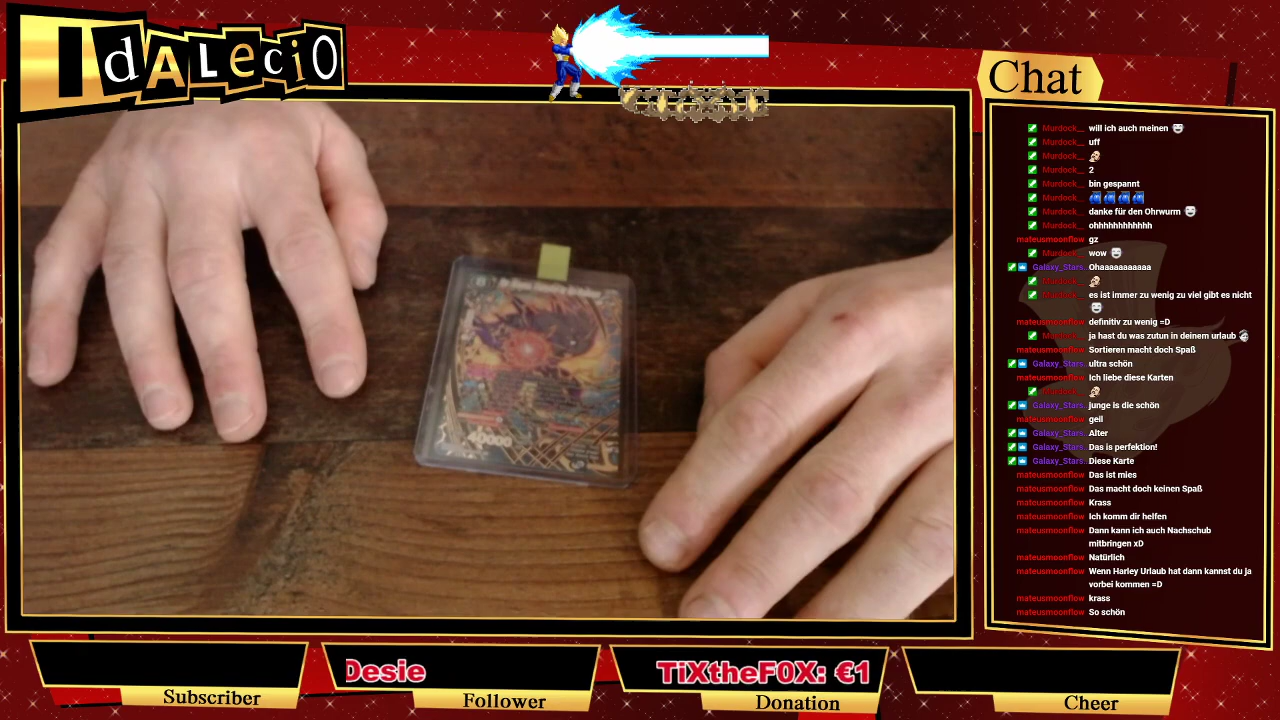 IdALeciO
Chat
Murdock__ will ich auch meinen
Murdock__ uff
Murdock__
Murdock__ 2
Murdock__ bin gespannt
Murdock__
Murdock__ danke für den Ohrwurm
Murdock__ ohhhhhhhhhhhh
mateusmoonflow gz
Murdock__ wow
Galaxy_Stars. Ohaaaaaaaaaaa
Murdock__
Murdock__ es ist immer zu wenig zu viel gibt es nicht
mateusmoonflow definitiv zu wenig =D
Murdock__ ja hast du was zutun in deinem urlaub
mateusmoonflow Sortieren macht doch Spaß
Galaxy_Stars. ultra schön
mateusmoonflow Ich liebe diese Karten
Murdock__
Galaxy_Stars. junge is die schön
mateusmoonflow geil
Galaxy_Stars. Alter
Galaxy_Stars. Das is perfektion!
Galaxy_Stars. Diese Karte
mateusmoonflow Das ist mies
mateusmoonflow Das macht doch keinen Spaß
mateusmoonflow Krass
mateusmoonflow Ich komm dir helfen
mateusmoonflow Dann kann ich auch Nachschub
mitbringen xD
mateusmoonflow Natürlich
mateusmoonflow Wenn Harley Urlaub hat dann kannst du ja
vorbei kommen =D
mateusmoonflow krass
mateusmoonflow So schön
40000
Desie
TiXtheF0X: €1
Subscriber
Follower
Donation
Cheer